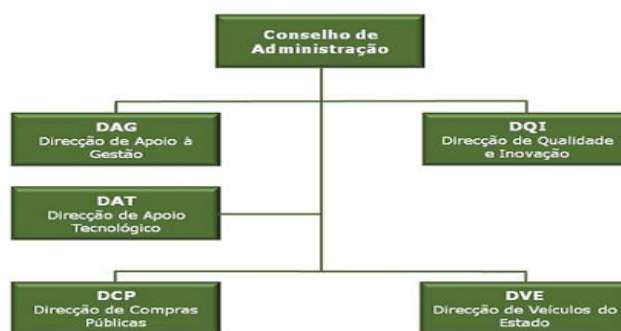 Conselho de
Administração
DAG
Direcção de Apoio à
Gestão
DQI
Direcção de Qualidade
e Inovação
DAT
Direcção de Apoio
Tecnológico
DCP
Direcção de Compras
Públicas
DVE
Direcção de Veículos do
Estado